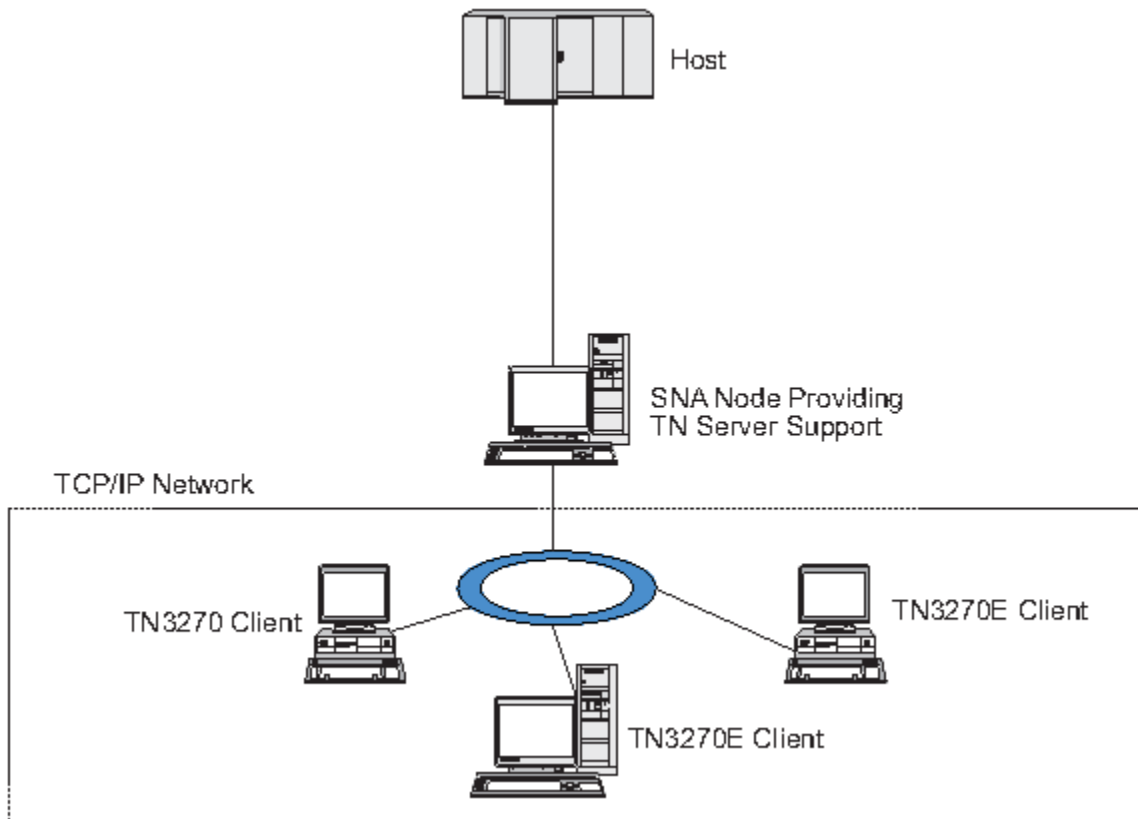 Host
SNA Node Providing
TN Server Support
TCP/IP Network
TN3270 Client
TN3270E Client
TN3270E Client